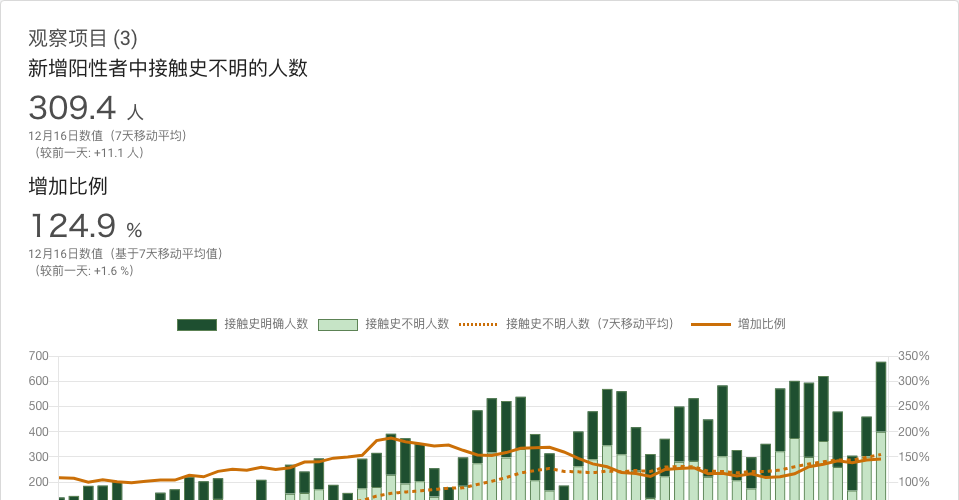 观察项目 (3)
新增阳性者中接触史不明的人数
309.4 人
12月16日数值（7天移动平均）
（较前一天: +11.1 人）
增加比例
124.9 %
12月16日数值（基于7天移动平均值）
（较前一天: +1.6 %）
接触史明确人数 接触史不明人数 接触史不明人数（7天移动平均） 增加比例
700 350%
600 300%
500 250%
400 200%
300 150%
200 100%